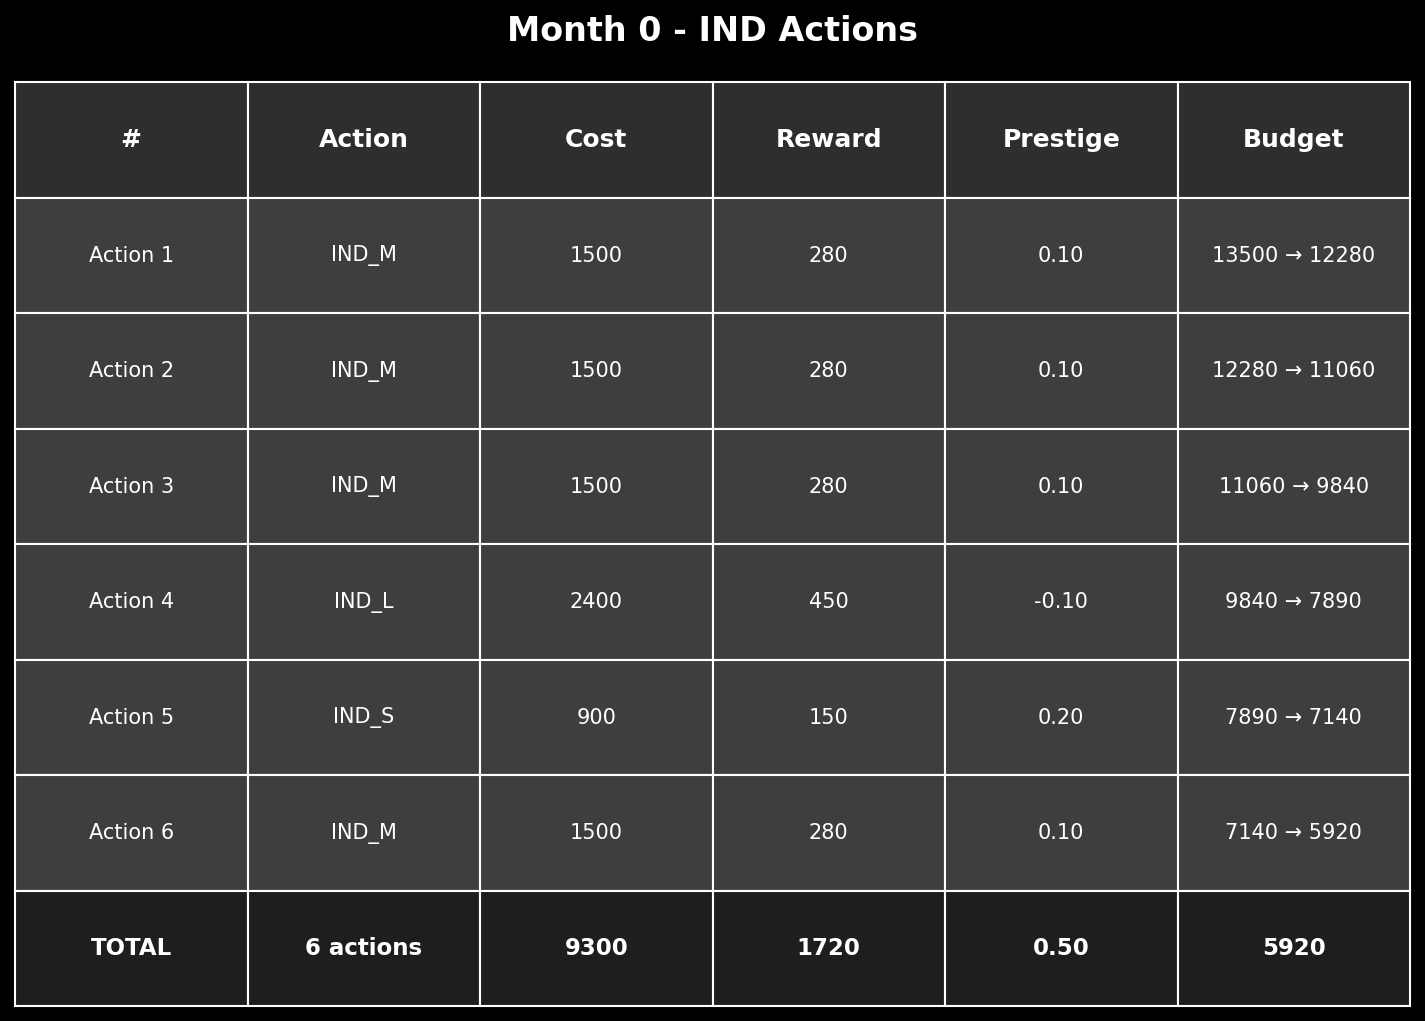 Month 0 - IND Actions
# Action Cost Reward Prestige Budget
Action 1 IND_M 1500 280 0.10 13500 → 12280
Action 2 IND_M 1500 280 0.10 12280 → 11060
Action 3 IND_M 1500 280 0.10 11060 → 9840
Action 4 IND_L 2400 450 -0.10 9840 → 7890
Action 5 IND_S 900 150 0.20 7890 → 7140
Action 6 IND_M 1500 280 0.10 7140 → 5920
TOTAL 6 actions 9300 1720 0.50 5920